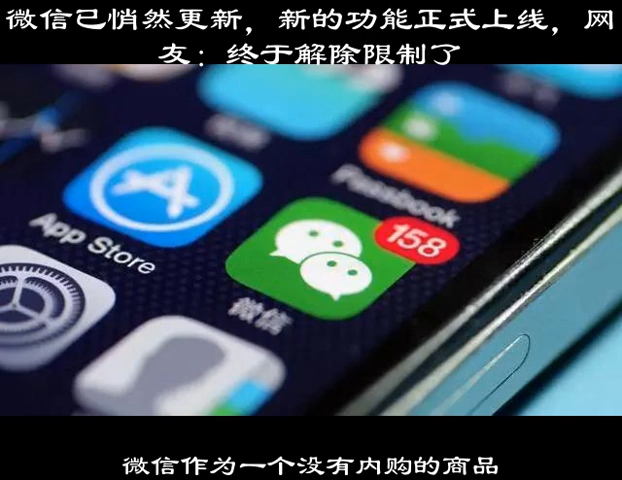 微信已悄然更新，新的功能正式上线，网
友：终于解除限制了
Passbook
App Store
158
微信
微信作为一个没有内购的商品